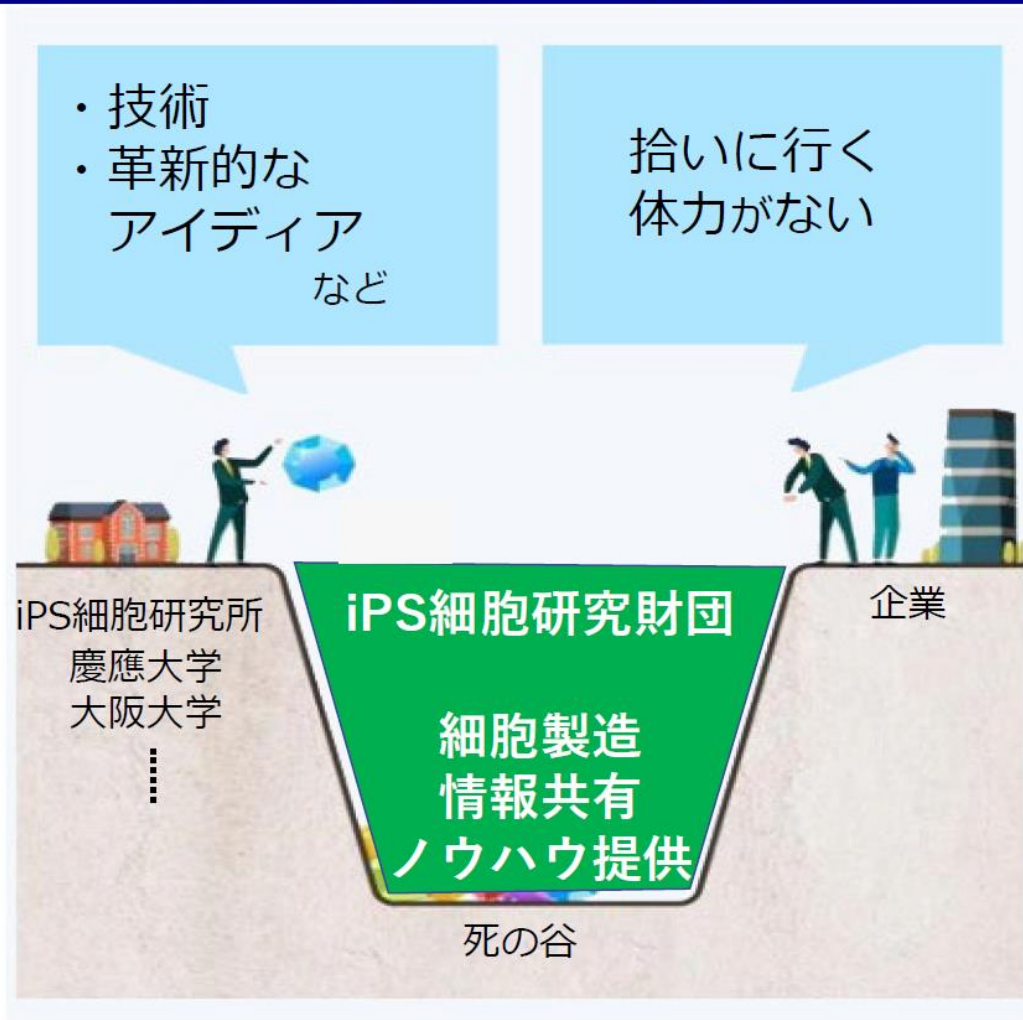 ・技術
・革新的な
アイディア
など
拾いに行く
体力がない
iPS細胞研究所
慶應大学
大阪大学
iPS細胞研究財団
細胞製造
情報共有
ノウハウ提供
企業
死の谷